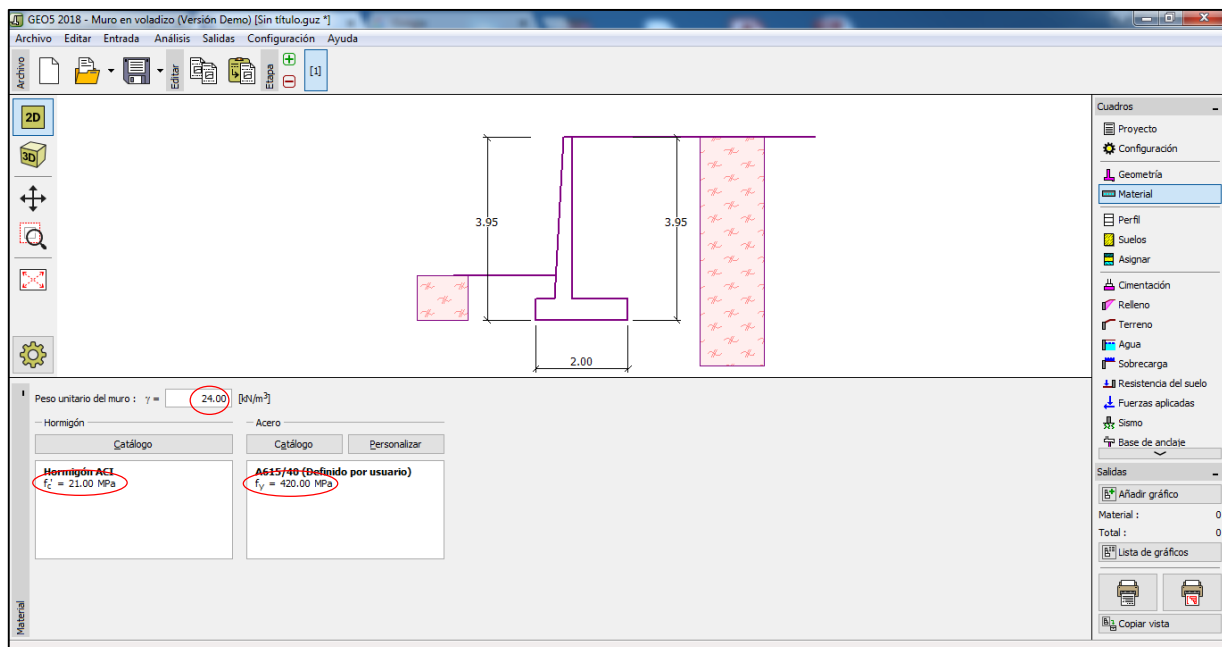 GEO5 2018 - Muro en voladizo (Versión Demo) [Sin título.guz *]
Archivo Editar Entrada Análisis Salidas Configuración Ayuda
Archivo
Editar
Etapa
[1]
2D
3D
3.95
3.95
2.00
Cuadros
Proyecto
Configuración
Geometría
Material
Perfil
Suelos
Asignar
Cimentación
Relleno
Terreno
Agua
Sobrecarga
Resistencia del suelo
Fuerzas aplicadas
Sismo
Base de anclaje
Salidas
Añadir gráfico
Material : 0
Total : 0
Lista de gráficos
Copiar vista
Material
Peso unitario del muro : γ = 24.00 [kN/m³]
Hormigón
Catálogo
Hormigón ACI
fc' = 21.00 MPa
Acero
Catálogo Personalizar
A615/40 (Definido por usuario)
fy = 420.00 MPa